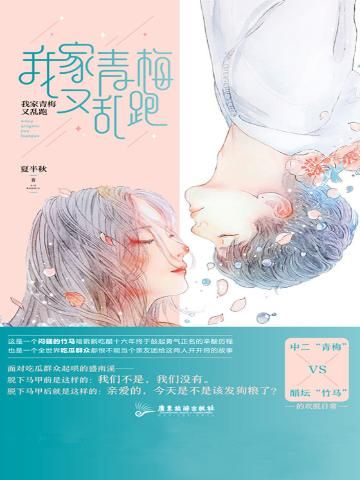 我家青梅
又乱跑
我家青梅
又乱跑
夏半秋
著
这是一个闷骚的竹马暗戳戳吃醋十六年终于鼓起勇气正名的辛酸历程
也是一个全世界吃瓜群众都恨不能当个亲友团给这两人开开窍的故事
面对吃瓜群众起哄的盛南溪——
脱下马甲前是这样的：我们不是，我们没有。
脱下马甲后就是这样的：亲爱的，今天是不是该发狗粮了？
中二“青梅”
VS
醋坛“竹马”
—的欢脱日常—
广东旅游出版社